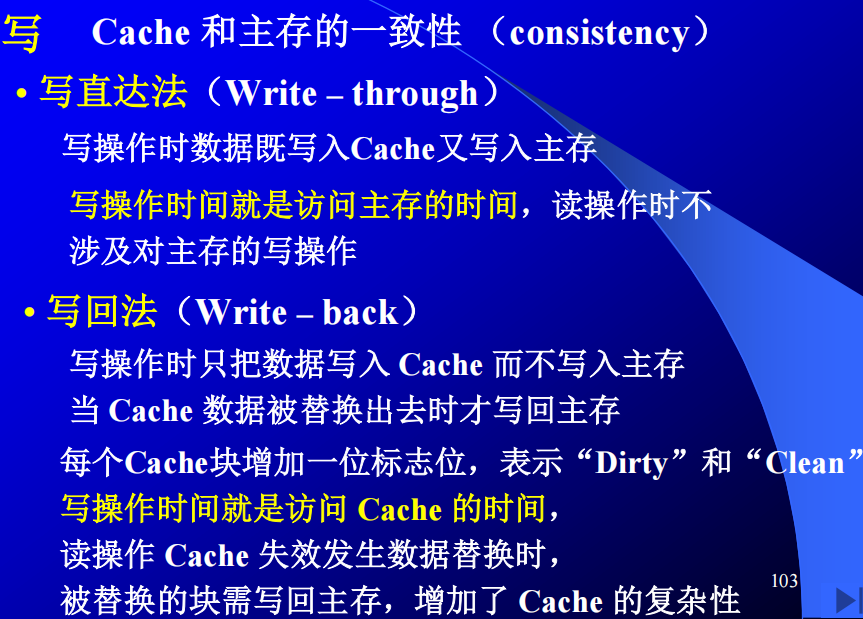 写 Cache 和主存的一致性 （consistency）
• 写直达法（Write – through）
写操作时数据既写入Cache又写入主存
写操作时间就是访问主存的时间，读操作时不
涉及对主存的写操作
• 写回法（Write – back）
写操作时只把数据写入 Cache 而不写入主存
当 Cache 数据被替换出去时才写回主存
每个Cache块增加一位标志位，表示“Dirty”和“Clean”
写操作时间就是访问 Cache 的时间，
读操作 Cache 失效发生数据替换时，
被替换的块需写回主存，增加了 Cache 的复杂性
103